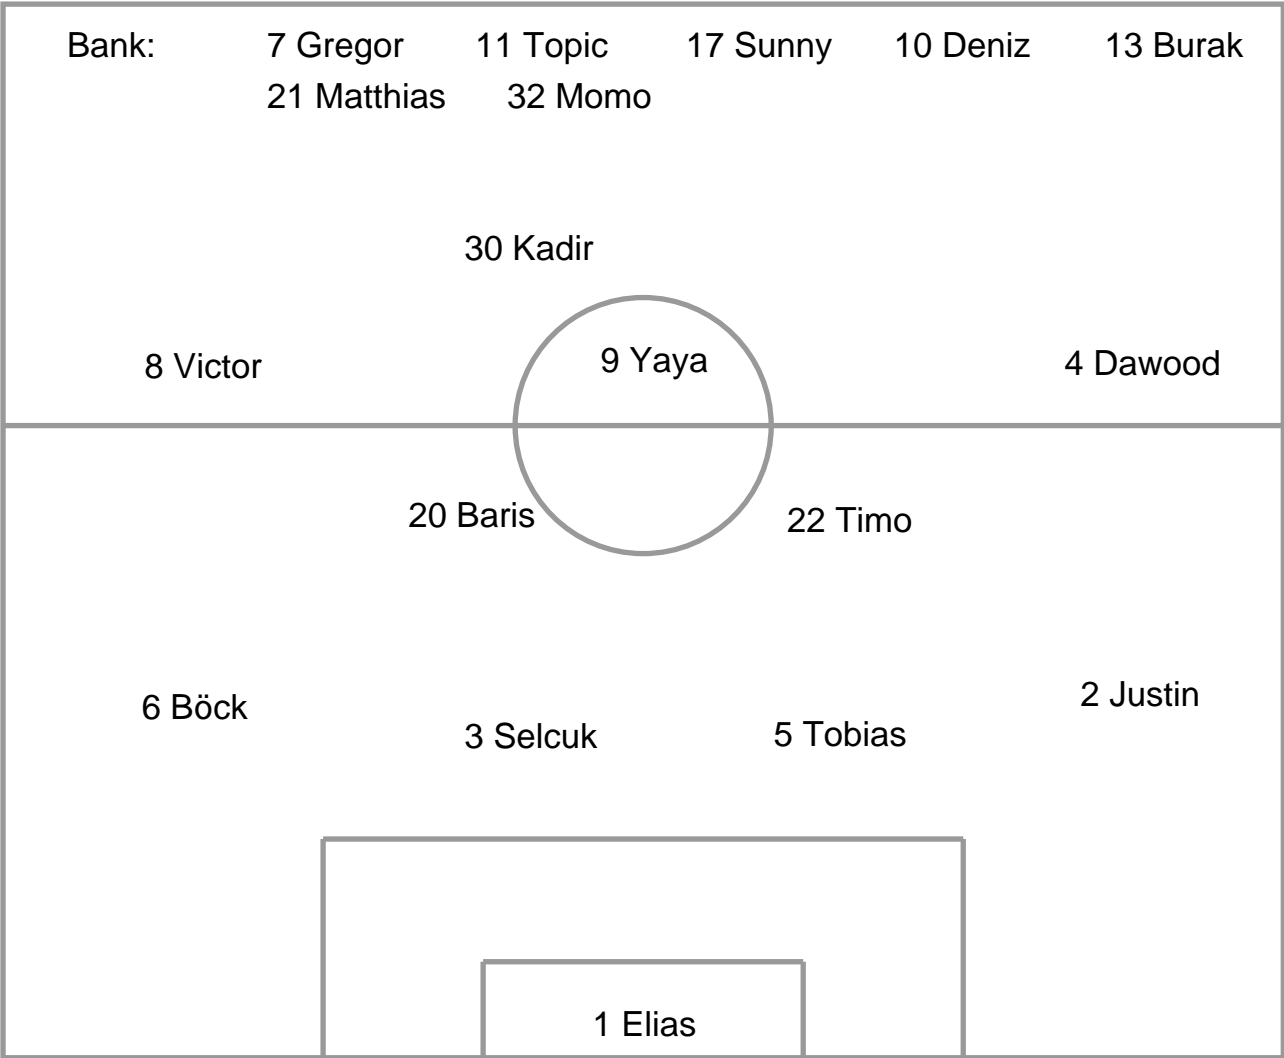 Bank: 7 Gregor 11 Topic 17 Sunny 10 Deniz 13 Burak
21 Matthias 32 Momo
30 Kadir
8 Victor 9 Yaya 4 Dawood
20 Baris 22 Timo
6 Böck 3 Selcuk 5 Tobias 2 Justin
1 Elias